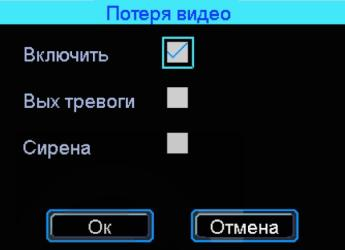 Потеря видео
Включить
Вых тревоги
Сирена
Ок Отмена